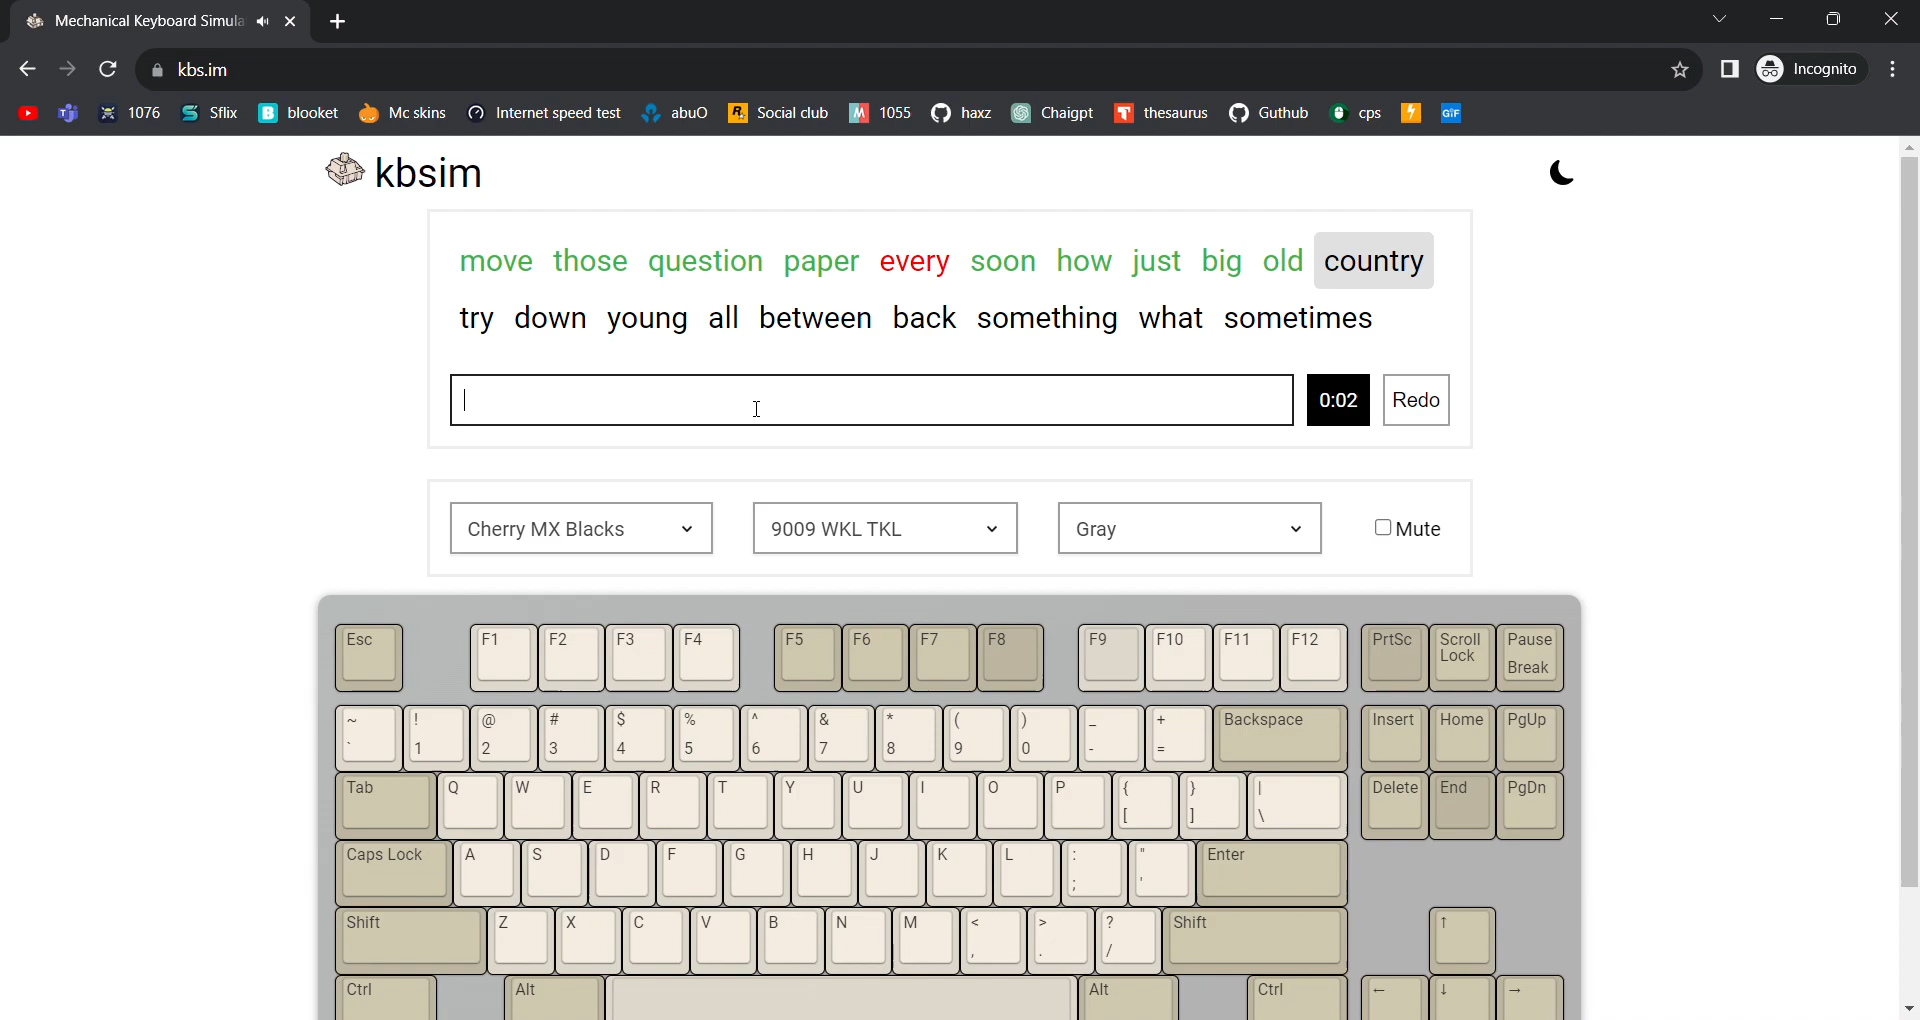 Mechanical Keyboard Simula
kbs.im
Incognito
1076 Sflix B blooket Mc skins Internet speed test abuO R Social club M 1055 haxz Chaigpt T thesaurus Guthub cps GIF
kbsim
move those question paper every soon how just big old country
try down young all between back something what sometimes
0:02 Redo
Cherry MX Blacks 9009 WKL TKL Gray Mute
Esc F1 F2 F3 F4 F5 F6 F7 F8 F9 F10 F11 F12 PrtSc Scroll Lock Pause Break
~ ! @ # $ % ^ & * ( ) _ + Backspace Insert Home PgUp
` 1 2 3 4 5 6 7 8 9 0 - =
Tab Q W E R T Y U I O P { } | Delete End PgDn
[ ] \
Caps Lock A S D F G H J K L : " Enter
; '
Shift Z X C V B N M < > ? Shift ↑
, . /
Ctrl Alt Alt Ctrl ← ↓ →